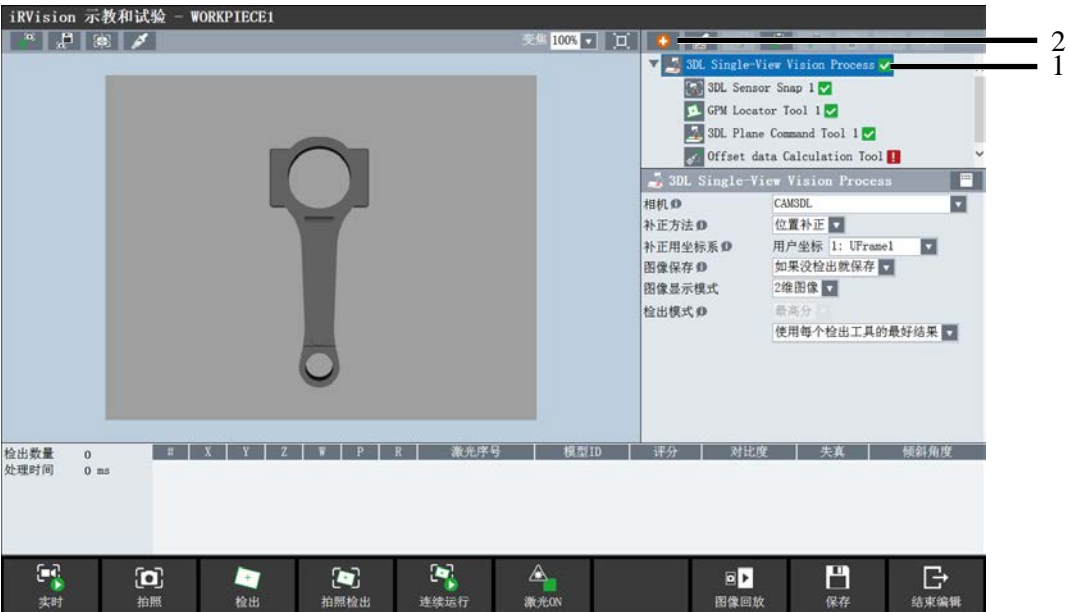 iRVision 示教和试验 - WORKPIECE1
变焦 100%
2
3DL Single-View Vision Process
1
3DL Sensor Snap 1
GPM Locator Tool 1
3DL Plane Command Tool 1
Offset data Calculation Tool
3DL Single-View Vision Process
相机 CAM3DL
补正方法 位置补正
补正用坐标系 用户坐标 1: UFrame1
图像保存 如果没检出就保存
图像显示模式 2维图像
检出模式 最高分
使用每个检出工具的最好结果
检出数量 0
处理时间 0 ms
# X Y Z W P R 激光序号 模型ID 评分 对比度 失真 倾斜角度
实时 拍照 检出 拍照检出 连续运行 激光ON 图像回放 保存 结束编辑